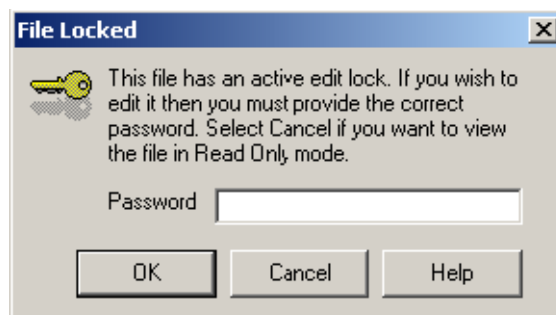 File Locked
This file has an active edit lock. If you wish to
edit it then you must provide the correct
password. Select Cancel if you want to view
the file in Read Only mode.
Password
OK Cancel Help